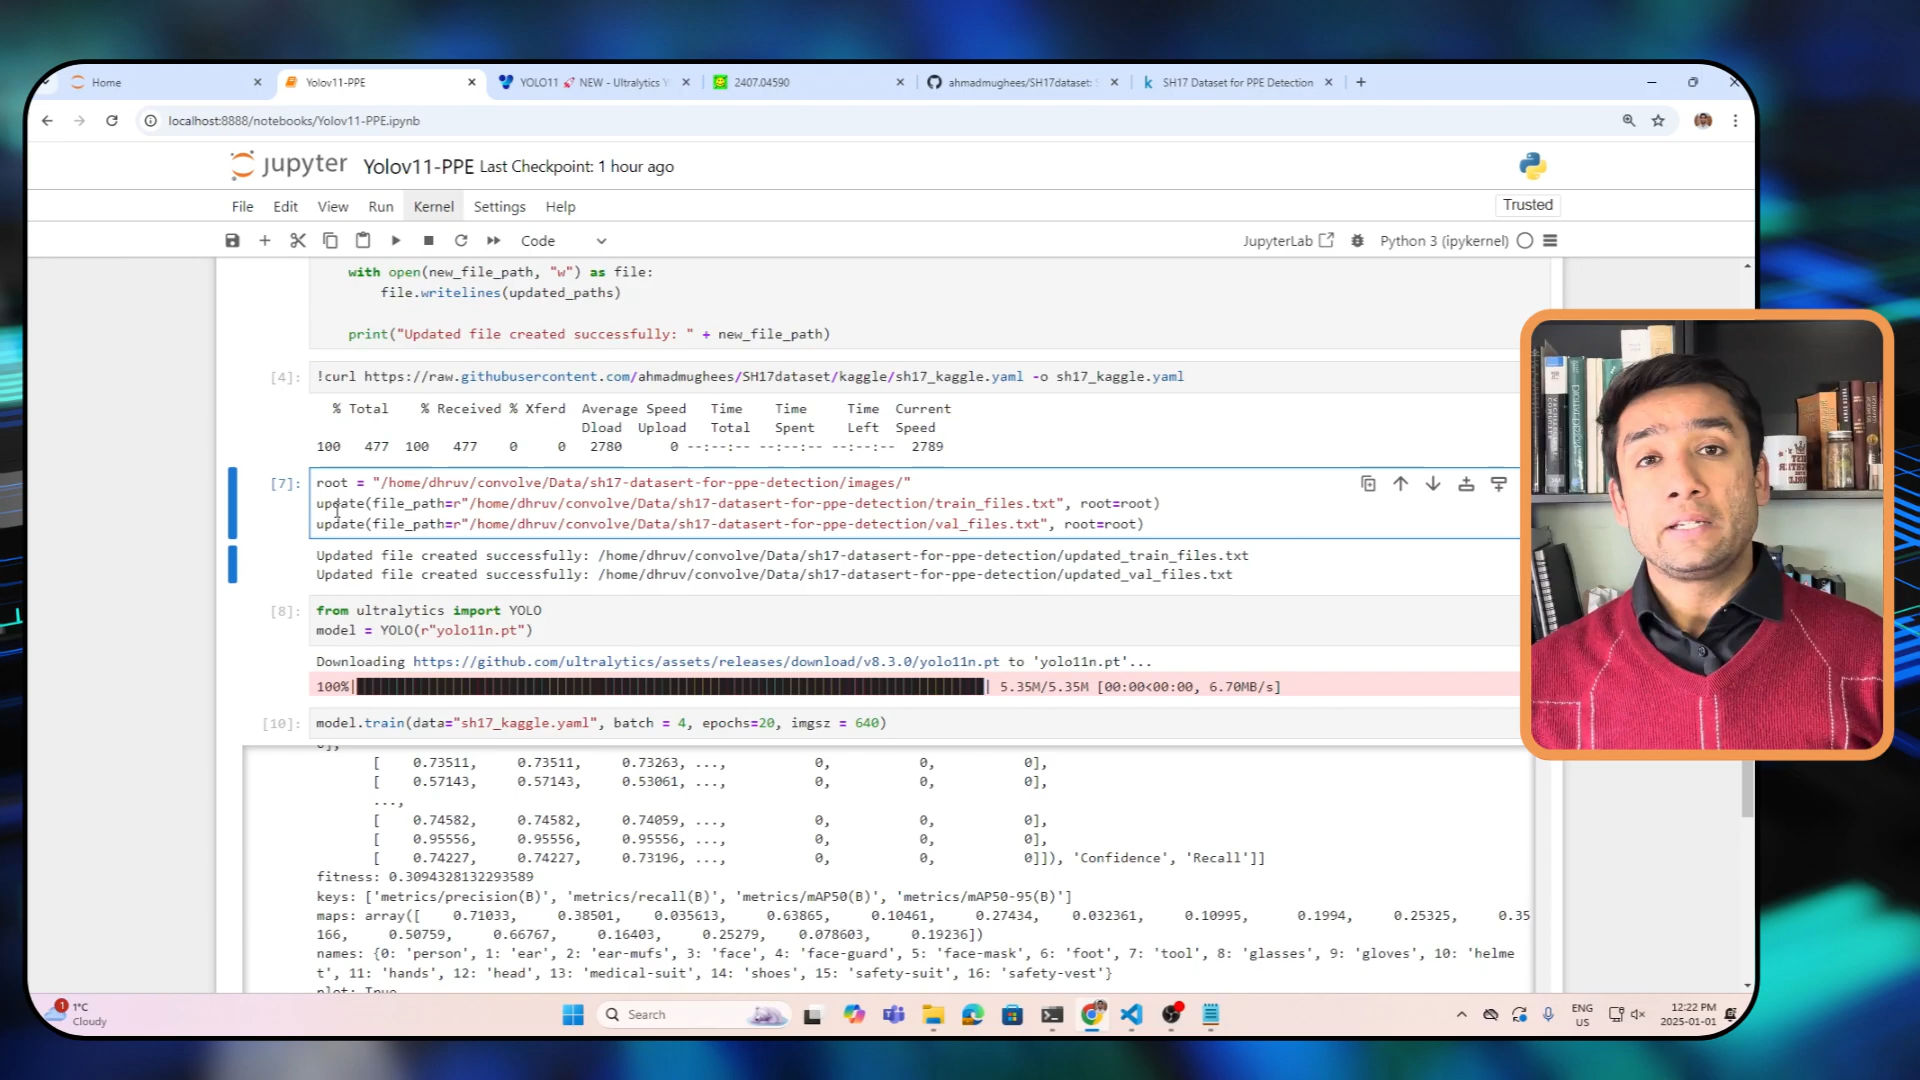 Home
Yolov11-PPE
YOLO11 🚀 NEW - Ultralytics Y
2407.04590
ahmadmughees/SH17dataset: S
SH17 Dataset for PPE Detection
localhost:8888/notebooks/Yolov11-PPE.ipynb
jupyter Yolov11-PPE Last Checkpoint: 1 hour ago
File Edit View Run Kernel Settings Help
Trusted
Code
JupyterLab
Python 3 (ipykernel)
with open(new_file_path, "w") as file:
file.writelines(updated_paths)
print("Updated file created successfully: " + new_file_path)
[4]: !curl https://raw.githubusercontent.com/ahmadmughees/SH17dataset/kaggle/sh17_kaggle.yaml -o sh17_kaggle.yaml
% Total % Received % Xferd Average Speed Time Time Time Current
Dload Upload Total Spent Left Speed
100 477 100 477 0 0 2780 0 --:--:-- --:--:-- --:--:-- 2789
[7]: root = "/home/dhruv/convolve/Data/sh17-datasert-for-ppe-detection/images/"
update(file_path=r"/home/dhruv/convolve/Data/sh17-datasert-for-ppe-detection/train_files.txt", root=root)
update(file_path=r"/home/dhruv/convolve/Data/sh17-datasert-for-ppe-detection/val_files.txt", root=root)
Updated file created successfully: /home/dhruv/convolve/Data/sh17-datasert-for-ppe-detection/updated_train_files.txt
Updated file created successfully: /home/dhruv/convolve/Data/sh17-datasert-for-ppe-detection/updated_val_files.txt
[8]: from ultralytics import YOLO
model = YOLO(r"yolo11n.pt")
Downloading https://github.com/ultralytics/assets/releases/download/v8.3.0/yolo11n.pt to 'yolo11n.pt'...
100%| | 5.35M/5.35M [00:00<00:00, 6.70MB/s]
[10]: model.train(data="sh17_kaggle.yaml", batch = 4, epochs=20, imgsz = 640)
0],
[ 0.73511, 0.73511, 0.73263, ..., 0, 0, 0],
[ 0.57143, 0.57143, 0.53061, ..., 0, 0, 0],
...,
[ 0.74582, 0.74582, 0.74059, ..., 0, 0, 0],
[ 0.95556, 0.95556, 0.95556, ..., 0, 0, 0],
[ 0.74227, 0.74227, 0.73196, ..., 0, 0, 0]]), 'Confidence', 'Recall']]
fitness: 0.3094328132293589
keys: ['metrics/precision(B)', 'metrics/recall(B)', 'metrics/mAP50(B)', 'metrics/mAP50-95(B)']
maps: array([ 0.71033, 0.38501, 0.035613, 0.63865, 0.10461, 0.27434, 0.032361, 0.10995, 0.1994, 0.25325, 0.35
166, 0.50759, 0.66767, 0.16403, 0.25279, 0.078603, 0.19236])
names: {0: 'person', 1: 'ear', 2: 'ear-mufs', 3: 'face', 4: 'face-guard', 5: 'face-mask', 6: 'foot', 7: 'tool', 8: 'glasses', 9: 'gloves', 10: 'helme
t', 11: 'hands', 12: 'head', 13: 'medical-suit', 14: 'shoes', 15: 'safety-suit', 16: 'safety-vest'}
plot: True
1
1°C
Cloudy
Search
ENG
US
12:22 PM
2025-01-01